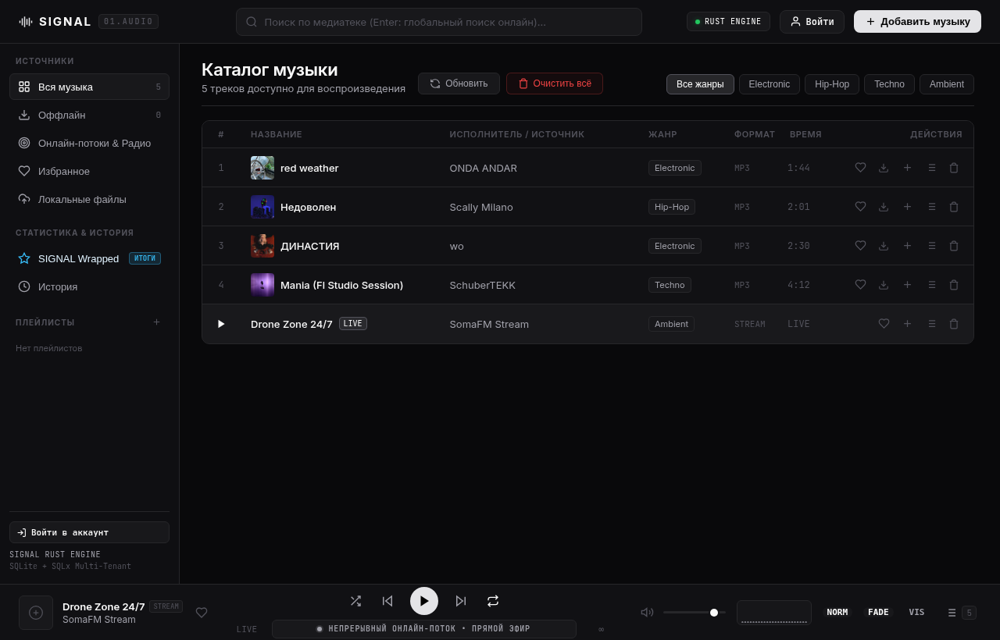 SIGNAL 01.AUDIO
Поиск по медиатеке (Enter: глобальный поиск онлайн)...
RUST ENGINE
Войти
Добавить музыку
ИСТОЧНИКИ
Вся музыка 5
Оффлайн 0
Онлайн-потоки & Радио
Избранное
Локальные файлы
СТАТИСТИКА & ИСТОРИЯ
SIGNAL Wrapped ИТОГИ
История
ПЛЕЙЛИСТЫ +
Нет плейлистов
Войти в аккаунт
SIGNAL RUST ENGINE
SQLite + SQLx Multi-Tenant
Каталог музыки
5 треков доступно для воспроизведения
Обновить
Очистить всё
Все жанры Electronic Hip-Hop Techno Ambient
# НАЗВАНИЕ ИСПОЛНИТЕЛЬ / ИСТОЧНИК ЖАНР ФОРМАТ ВРЕМЯ ДЕЙСТВИЯ
1 red weather ONDA ANDAR Electronic MP3 1:44
2 Недоволен Scally Milano Hip-Hop MP3 2:01
3 ДИНАСТИЯ wo Electronic MP3 2:30
4 Mania (Fl Studio Session) SchuberTEKK Techno MP3 4:12
Drone Zone 24/7 LIVE SomaFM Stream Ambient STREAM LIVE
Drone Zone 24/7 STREAM
SomaFM Stream
LIVE НЕПРЕРЫВНЫЙ ОНЛАЙН-ПОТОК • ПРЯМОЙ ЭФИР ∞
NORM FADE VIS 5